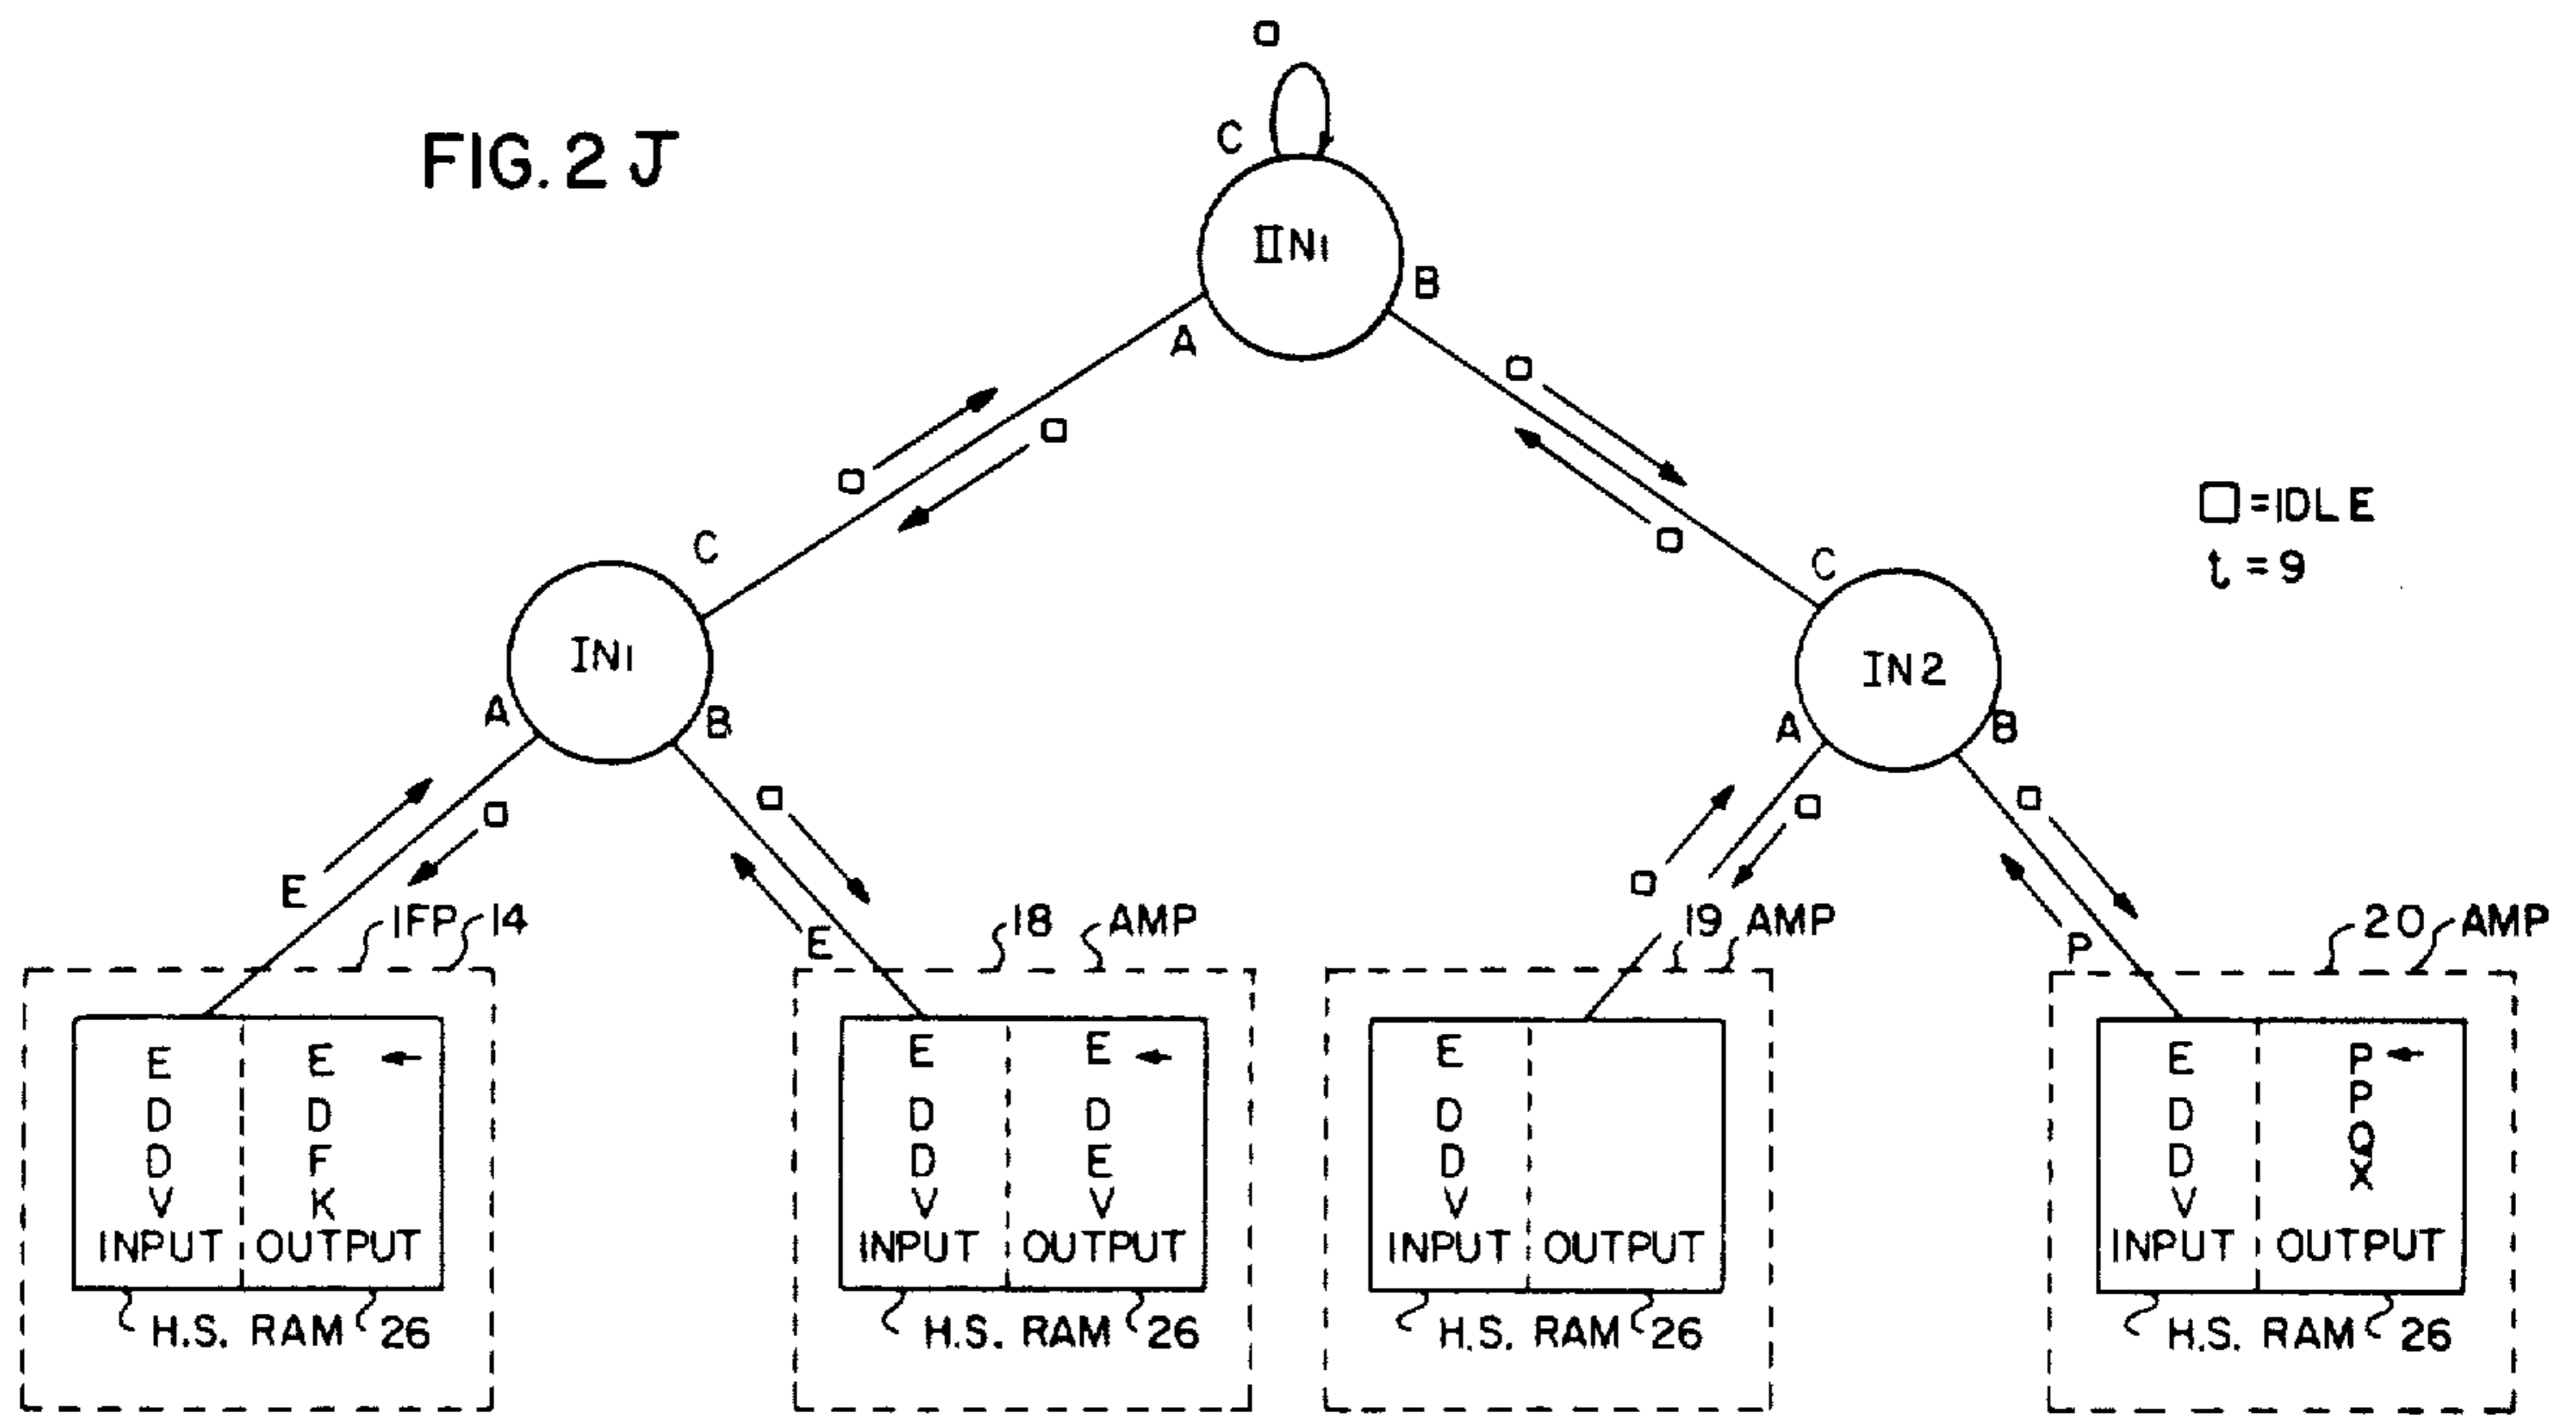 FIG. 2 J
□
C
IIN1
A
B
□
□
□
□
□ = IDLE
t = 9
C
IN1
A
B
C
IN2
A
B
E
□
□
E
□
□
□
P
IFP 14
18 AMP
19 AMP
20 AMP
E E
D D
D F
V K
INPUT OUTPUT
H.S. RAM 26
E E
D D
D E
V V
INPUT OUTPUT
H.S. RAM 26
E
D
D
V
INPUT OUTPUT
H.S. RAM 26
E P
D P
D Q
V X
INPUT OUTPUT
H.S. RAM 26